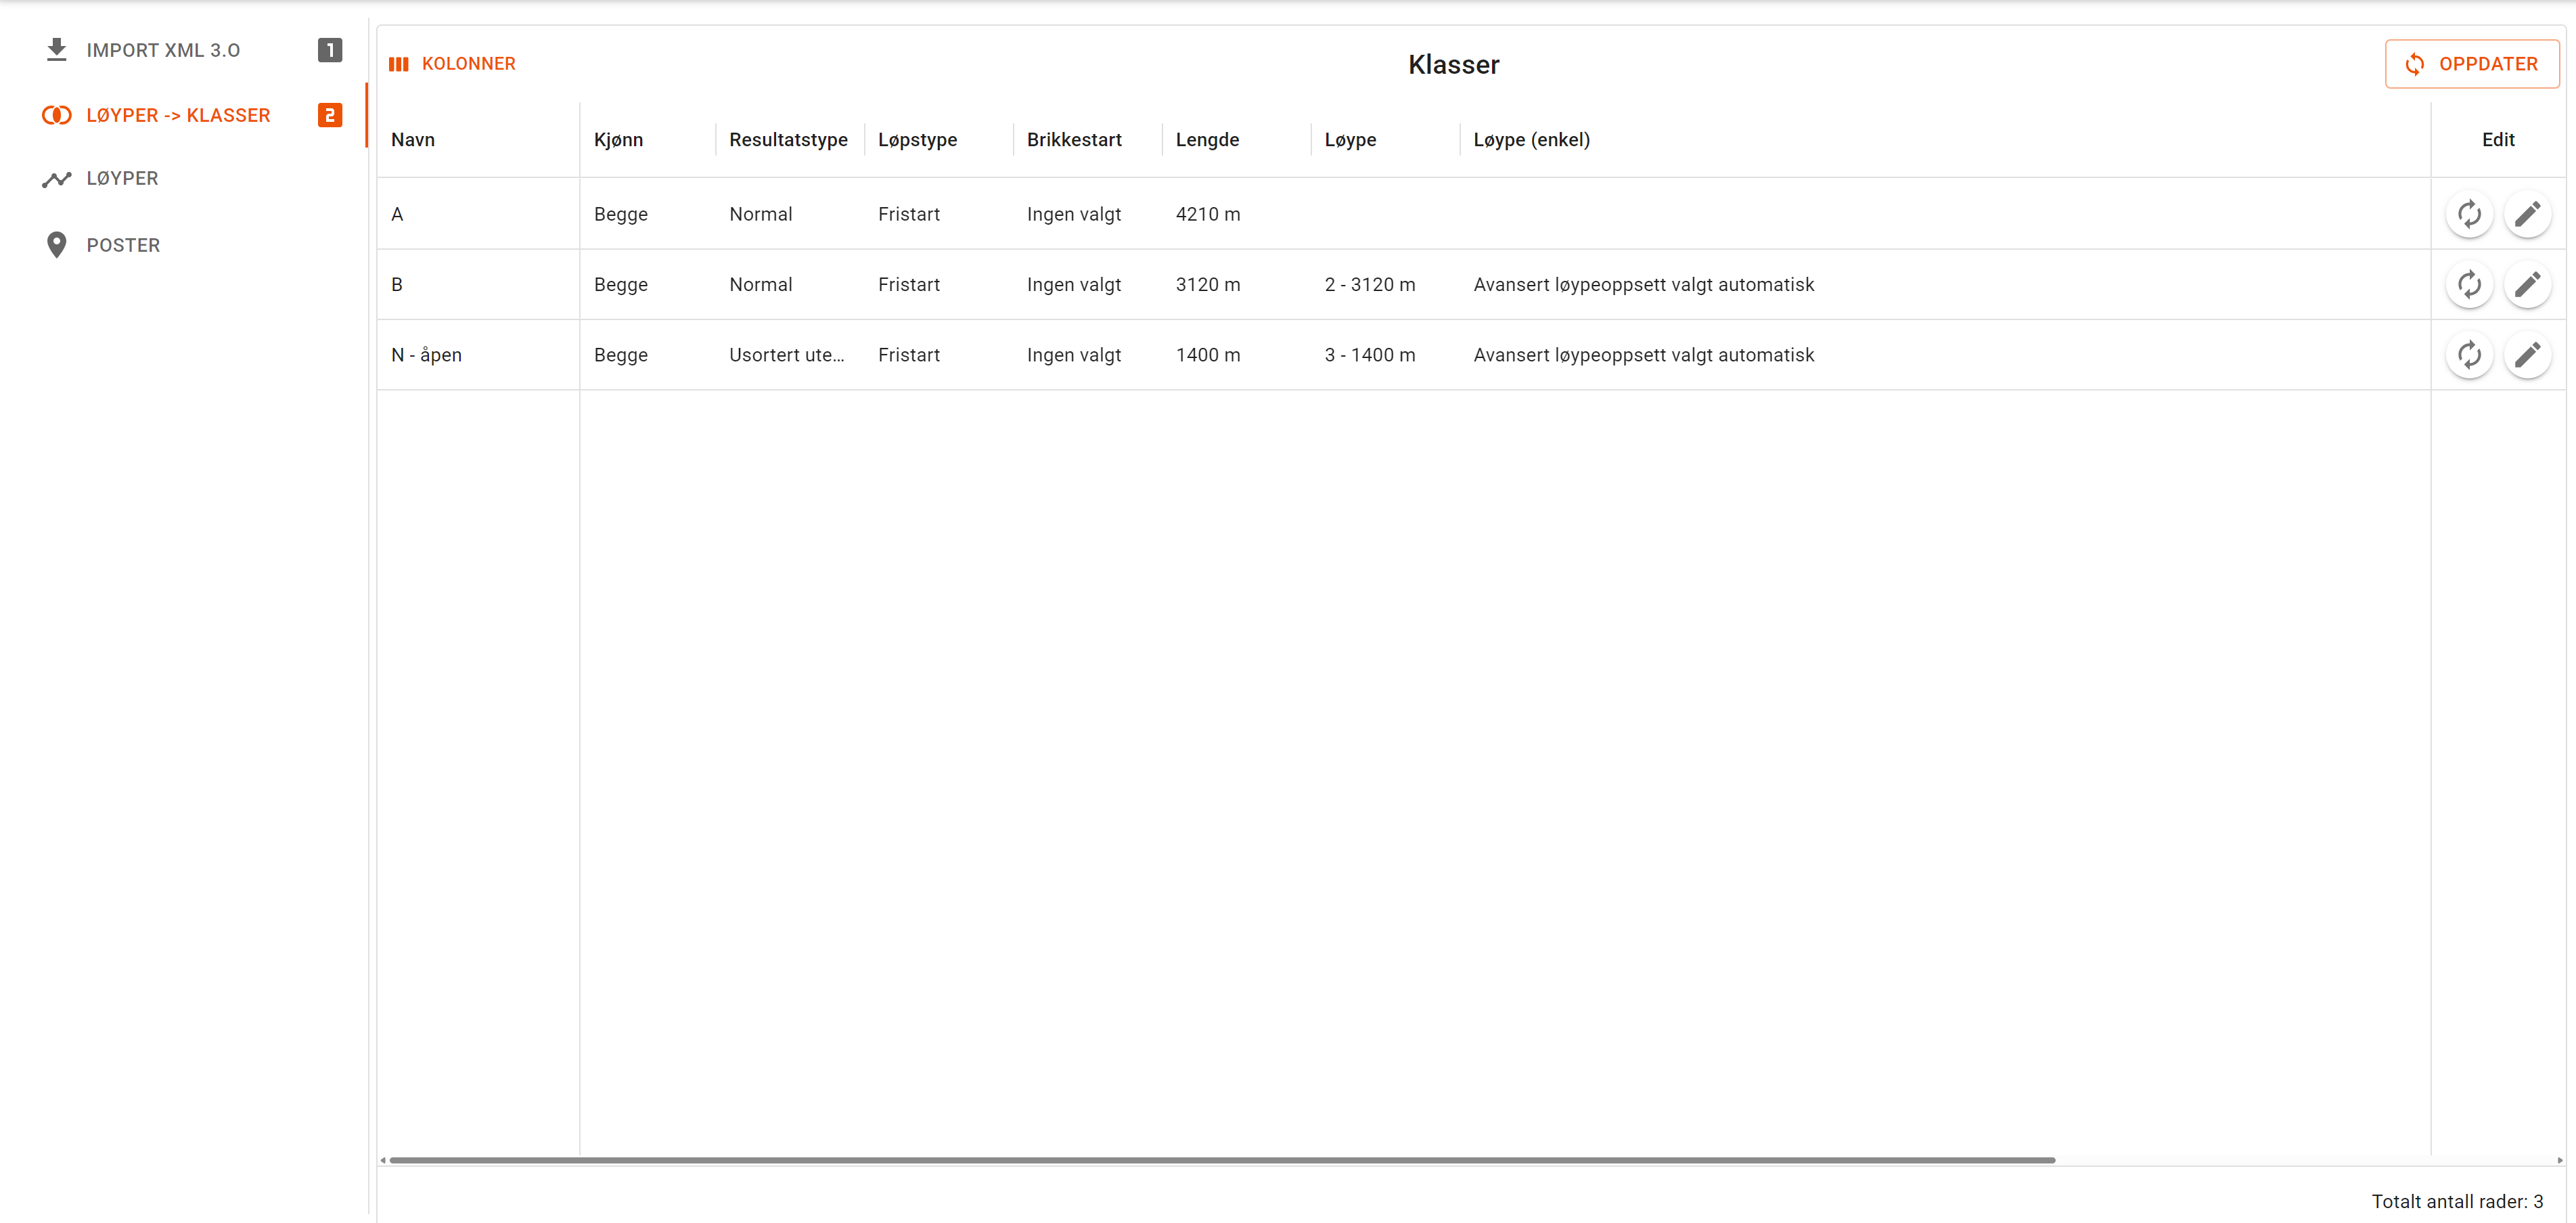 IMPORT XML 3.O 1
LØYPER -> KLASSER 2
LØYPER
POSTER
KOLONNER Klasser OPPDATER
Navn Kjønn Resultatstype Løpstype Brikkestart Lengde Løype Løype (enkel) Edit
A Begge Normal Fristart Ingen valgt 4210 m
B Begge Normal Fristart Ingen valgt 3120 m 2 - 3120 m Avansert løypeoppsett valgt automatisk
N - åpen Begge Usortert ute... Fristart Ingen valgt 1400 m 3 - 1400 m Avansert løypeoppsett valgt automatisk
Totalt antall rader: 3